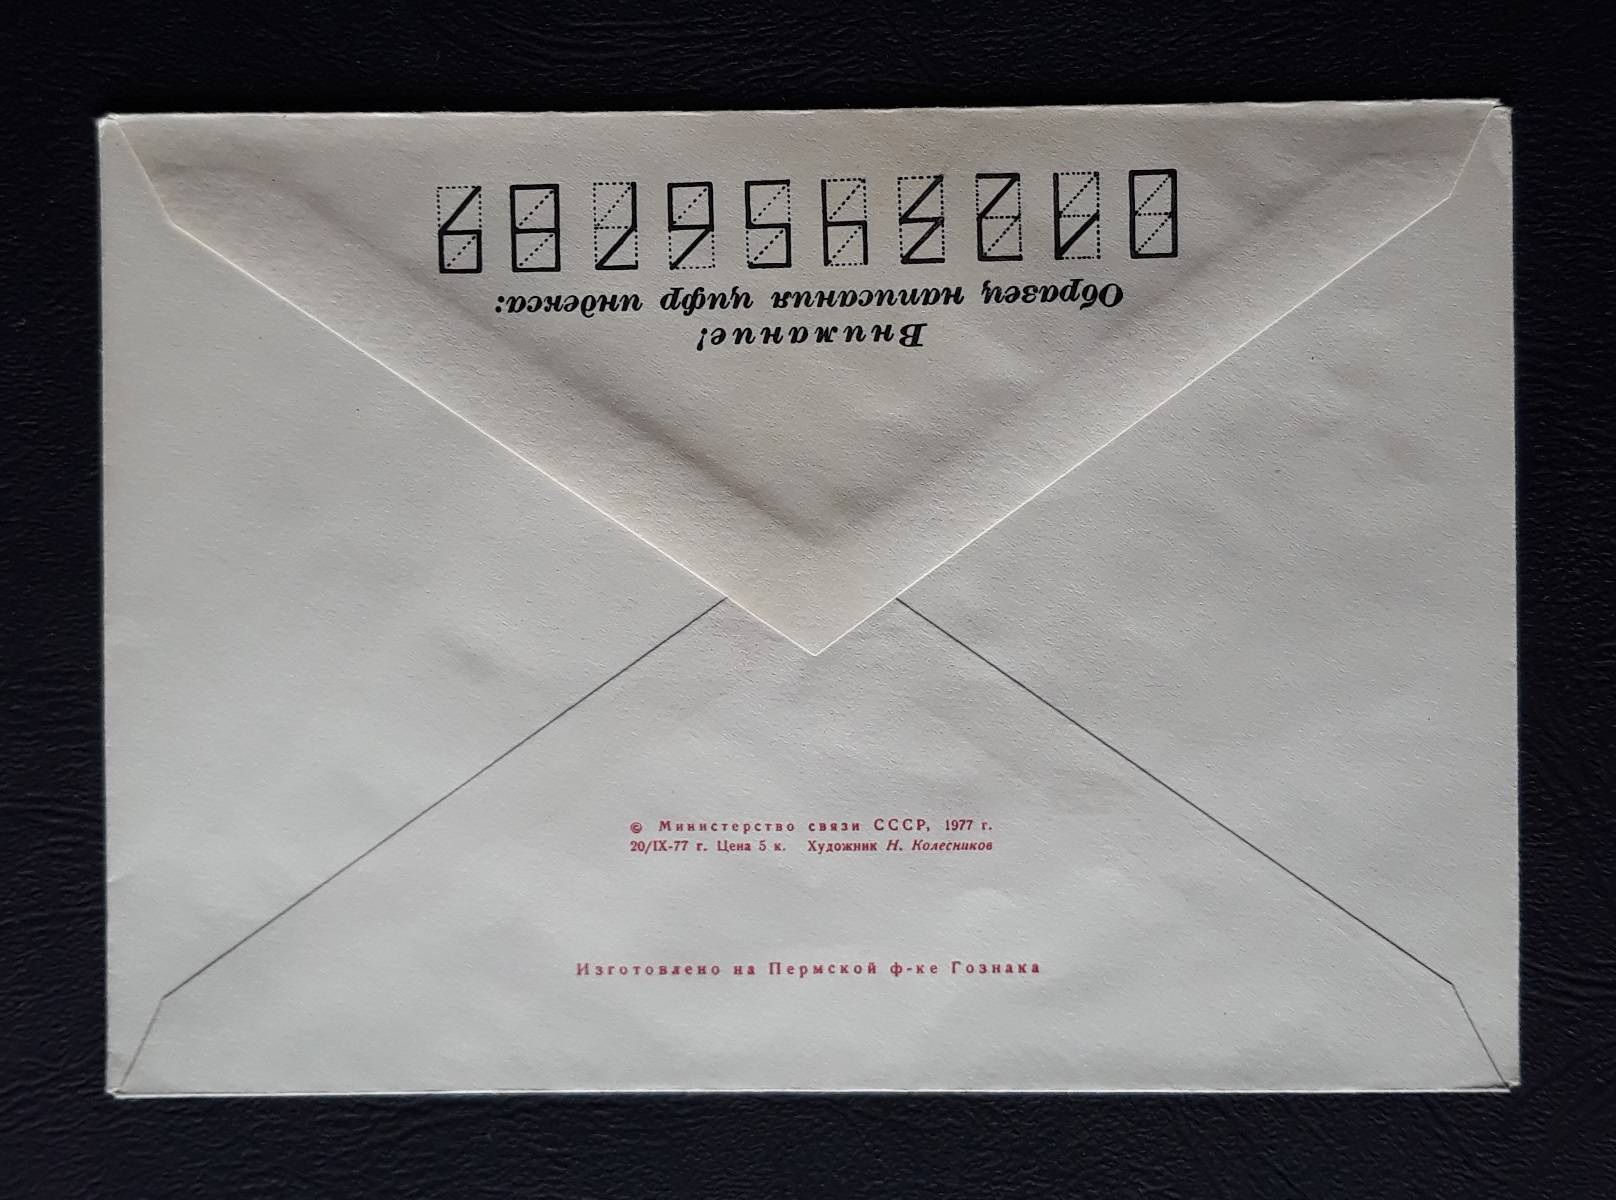 Внимание!
Образец написания цифр индекса:
0123456789
© Министерство связи СССР, 1977 г.
20/IX-77 г. Цена 5 к. Художник Н. Колесников
Изготовлено на Пермской ф-ке Гознака